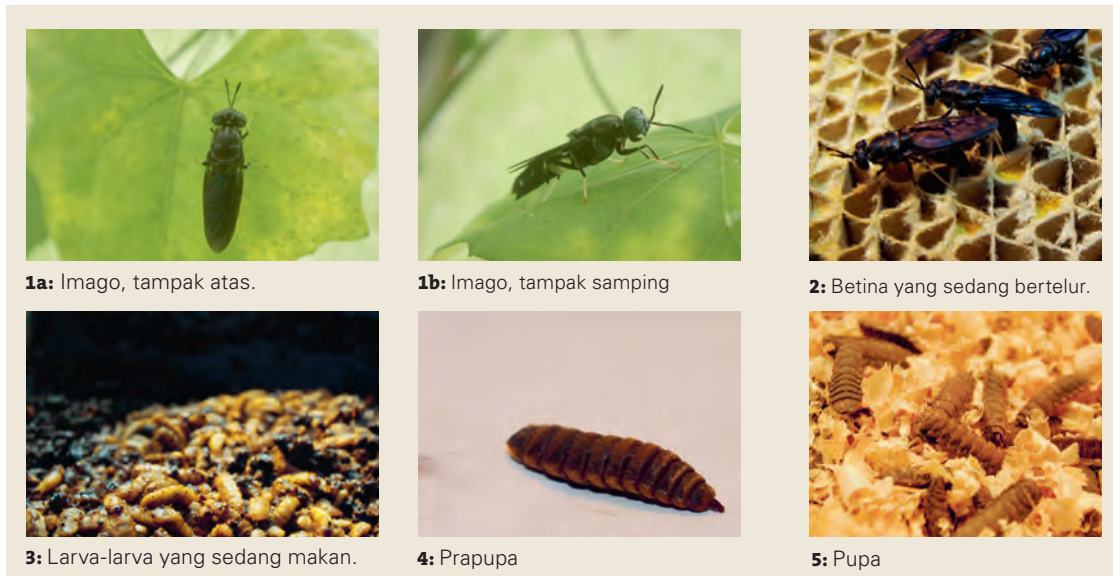 1a: Imago, tampak atas.
1b: Imago, tampak samping
2: Betina yang sedang bertelur.
3: Larva-larva yang sedang makan.
4: Prapupa
5: Pupa